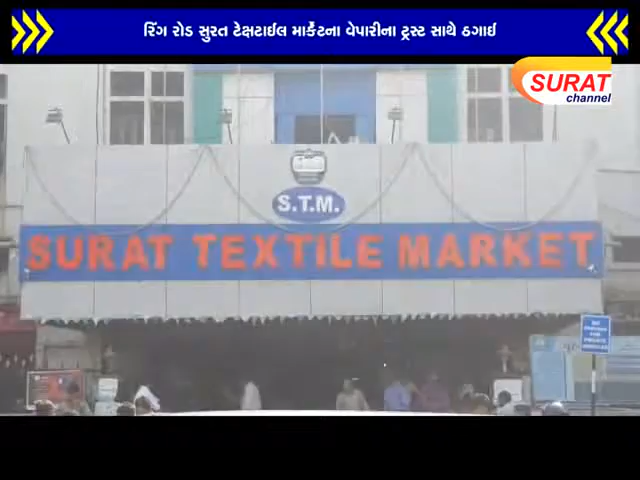 રિંગ રોડ સુરત ટેક્ષટાઈલ માર્કેટના વેપારીના ટ્રસ્ટ સાથે ઠગાઈ
SURAT
channel
S.T.M.
SURAT TEXTILE MARKET